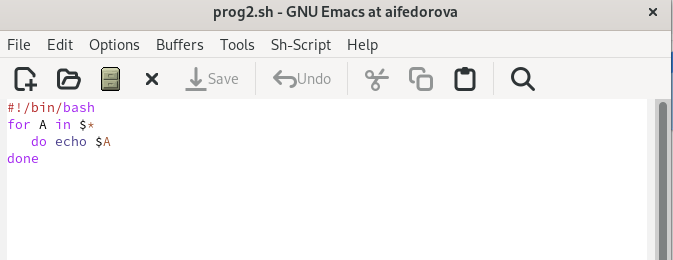 prog2.sh - GNU Emacs at aifedorova
File Edit Options Buffers Tools Sh-Script Help
Save Undo
#!/bin/bash
for A in $*
   do echo $A
done